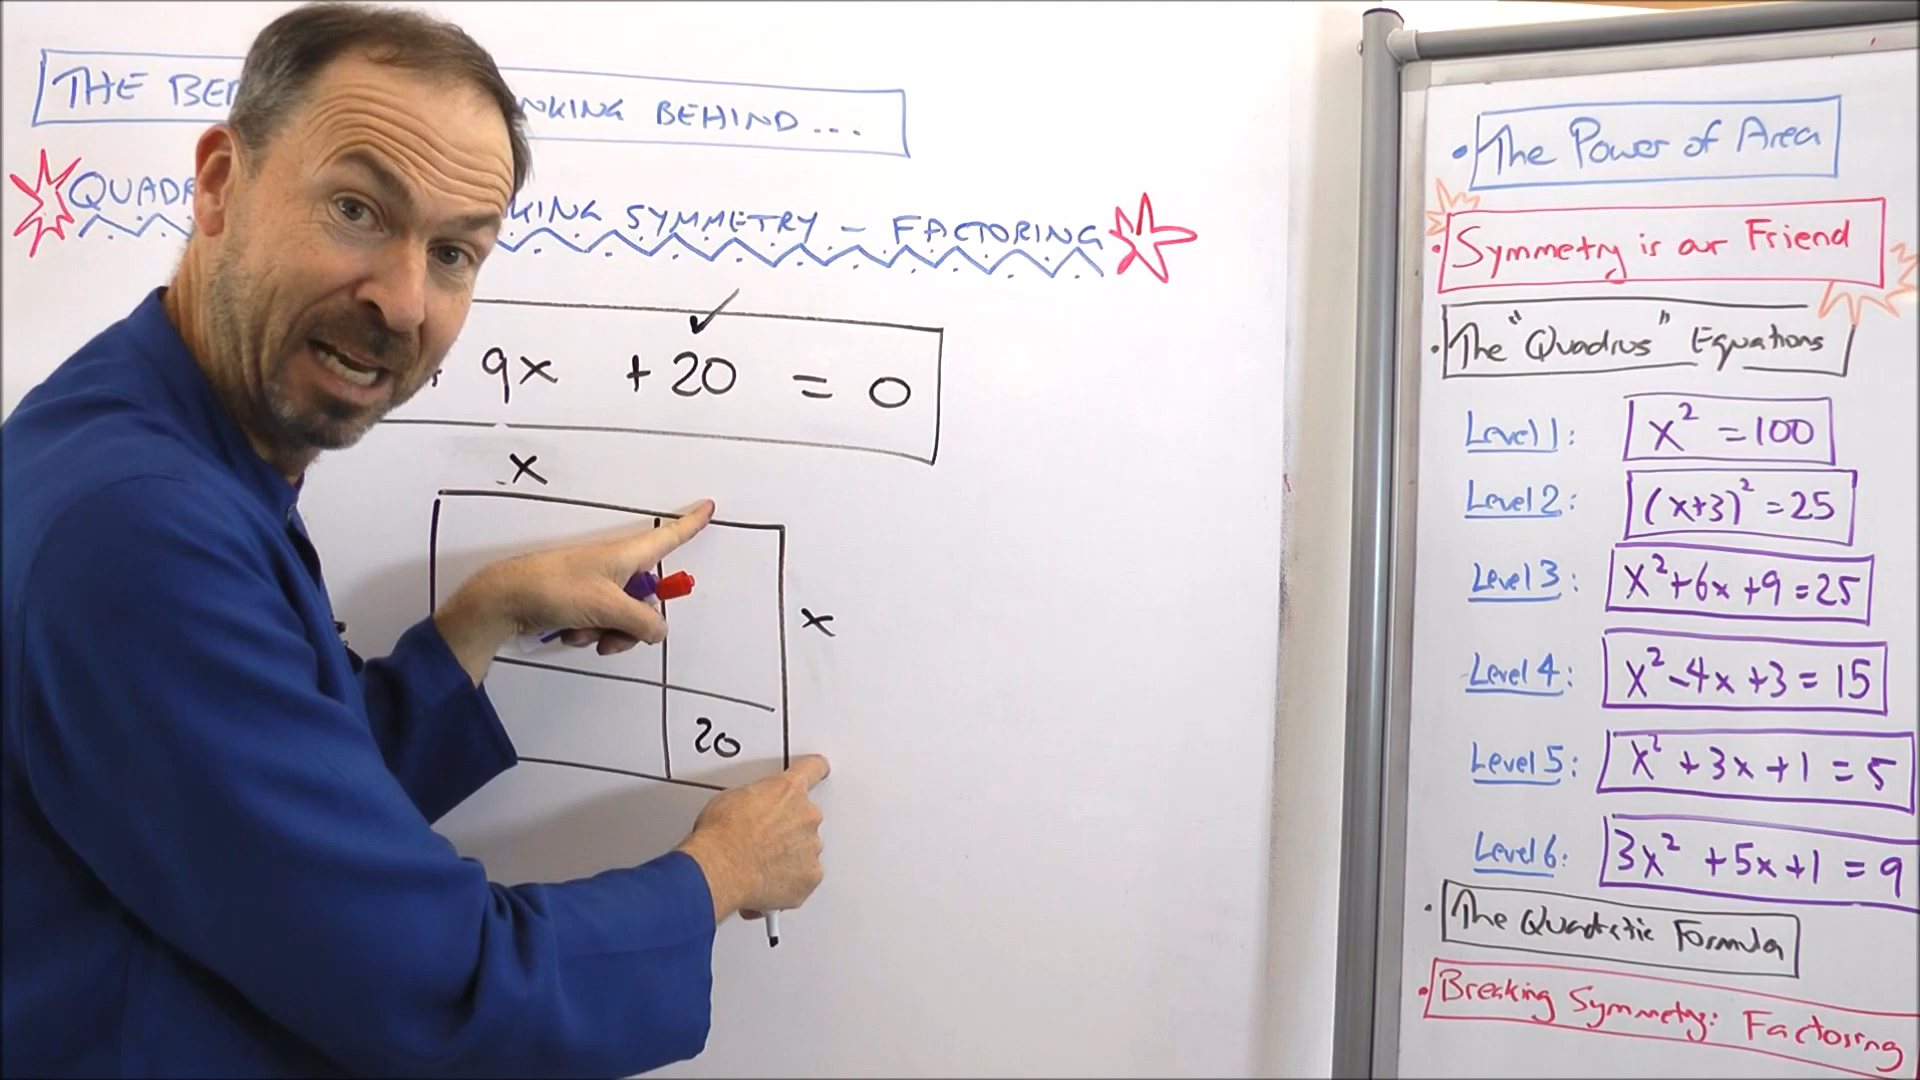 THE BE NKING BEHIND...
QUADR KING SYMMETRY - FACTORING
9x + 20 = 0
x
x
20
• The Power of Area
• Symmetry is our Friend
• The "Quadrus" Equations
Level 1: x² = 100
Level 2: (x+3)² = 25
Level 3: x²+6x+9=25
Level 4: x²-4x+3=15
Level 5: x²+3x+1=5
Level 6: 3x²+5x+1=9
• The Quadratic Formula
• Breaking Symmetry: Factoring